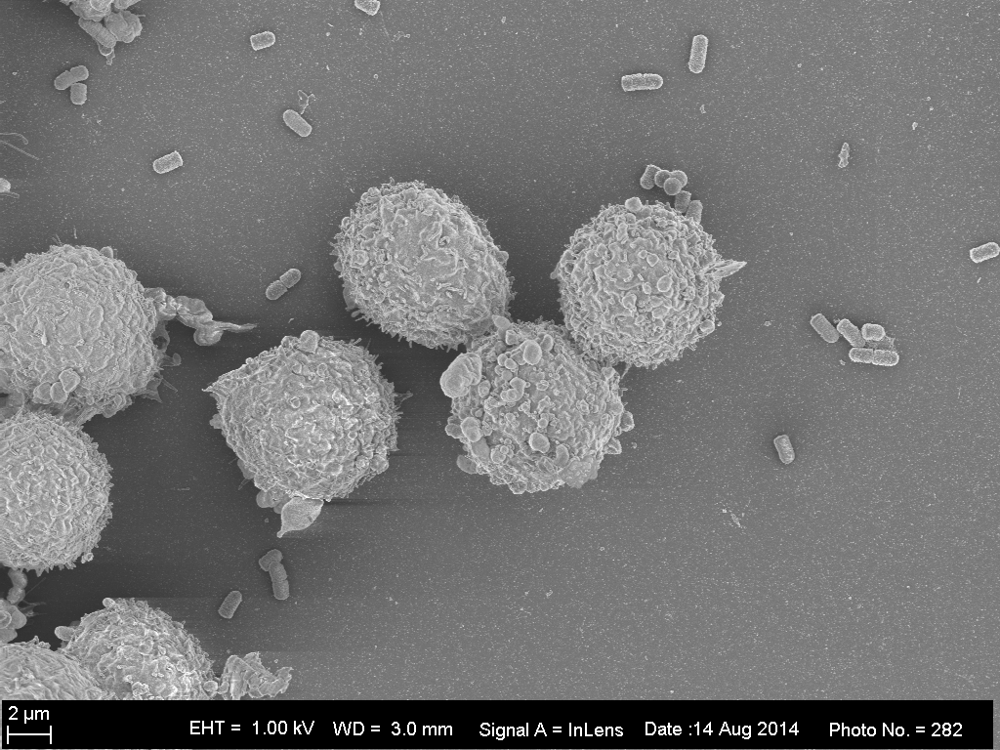 2 µm
EHT = 1.00 kV WD = 3.0 mm Signal A = InLens Date :14 Aug 2014 Photo No. = 282